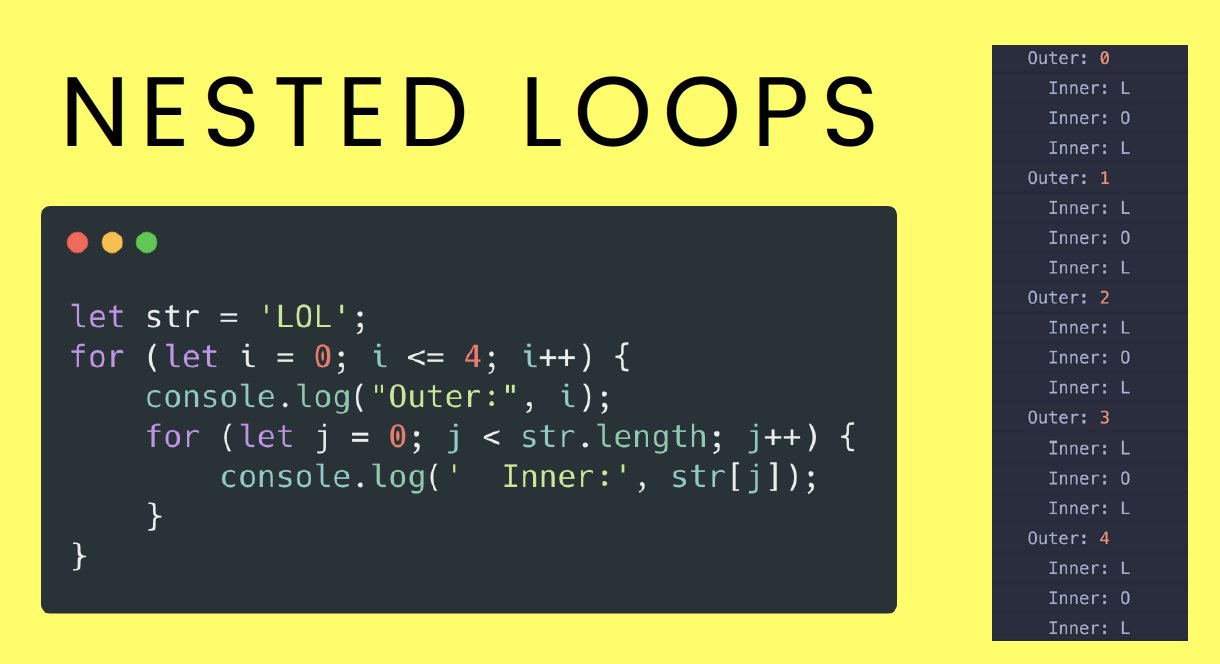 NESTED LOOPS
let str = 'LOL';
for (let i = 0; i <= 4; i++) {
    console.log("Outer:", i);
    for (let j = 0; j < str.length; j++) {
        console.log('  Inner:', str[j]);
    }
}
Outer: 0
  Inner: L
  Inner: O
  Inner: L
Outer: 1
  Inner: L
  Inner: O
  Inner: L
Outer: 2
  Inner: L
  Inner: O
  Inner: L
Outer: 3
  Inner: L
  Inner: O
  Inner: L
Outer: 4
  Inner: L
  Inner: O
  Inner: L